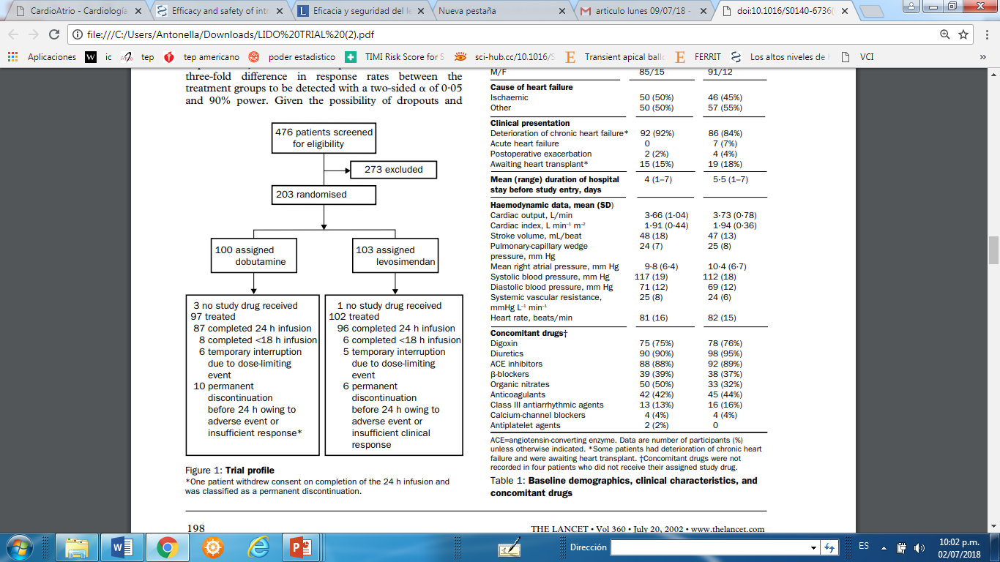 CardioAtrio - Cardiología
Efficacy and safety of intr
Eficacia y seguridad del le
Nueva pestaña
articulo lunes 09/07/18 -
doi:10.1016/S0140-6736(
file:///C:/Users/Antonella/Downloads/LIDO%20TRIAL%20(2).pdf
Aplicaciones
ic
tep
tep americano
poder estadistico
TIMI Risk Score for S
sci-hub.cc/10.1016/S
Transient apical ball
FERRIT
Los altos niveles de
VCI
three-fold difference in response rates between the
treatment groups to be detected with a two-sided α of 0·05
and 90% power. Given the possibility of dropouts and
476 patients screened
for eligibility
273 excluded
203 randomised
100 assigned
dobutamine
103 assigned
levosimendan
3 no study drug received
97 treated
87 completed 24 h infusion
8 completed <18 h infusion
6 temporary interruption
due to dose-limiting
event
10 permanent
discontinuation
before 24 h owing to
adverse event or
insufficient response*
1 no study drug received
102 treated
96 completed 24 h infusion
6 completed <18 h infusion
5 temporary interruption
due to dose-limiting
event
6 permanent
discontinuation
before 24 h owing to
adverse event or
insufficient clinical
response
Figure 1: Trial profile
*One patient withdrew consent on completion of the 24 h infusion and
was classified as a permanent discontinuation.
M/F 85/15 91/12
Cause of heart failure
Ischaemic 50 (50%) 46 (45%)
Other 50 (50%) 57 (55%)
Clinical presentation
Deterioration of chronic heart failure* 92 (92%) 86 (84%)
Acute heart failure 0 7 (7%)
Postoperative exacerbation 2 (2%) 4 (4%)
Awaiting heart transplant* 15 (15%) 19 (18%)
Mean (range) duration of hospital 4 (1–7) 5·5 (1–7)
stay before study entry, days
Haemodynamic data, mean (SD)
Cardiac output, L/min 3·66 (1·04) 3·73 (0·78)
Cardiac index, L min⁻¹ m⁻² 1·91 (0·44) 1·94 (0·36)
Stroke volume, mL/beat 48 (18) 47 (13)
Pulmonary-capillary wedge 24 (7) 25 (8)
pressure, mm Hg
Mean right atrial pressure, mm Hg 9·8 (6·4) 10·4 (6·7)
Systolic blood pressure, mm Hg 117 (19) 112 (18)
Diastolic blood pressure, mm Hg 71 (12) 69 (12)
Systemic vascular resistance, 25 (8) 24 (6)
mmHg L⁻¹ min⁻¹
Heart rate, beats/min 81 (16) 82 (15)
Concomitant drugs†
Digoxin 75 (75%) 78 (76%)
Diuretics 90 (90%) 98 (95%)
ACE inhibitors 88 (88%) 92 (89%)
β-blockers 39 (39%) 38 (37%)
Organic nitrates 50 (50%) 33 (32%)
Anticoagulants 42 (42%) 45 (44%)
Class III antiarrhythmic agents 13 (13%) 16 (16%)
Calcium-channel blockers 4 (4%) 4 (4%)
Antiplatelet agents 2 (2%) 0
ACE=angiotensin-converting enzyme. Data are number of participants (%)
unless otherwise indicated. *Some patients had deterioration of chronic heart
failure and were awaiting heart transplant. †Concomitant drugs were not
recorded in four patients who did not receive their assigned study drug.
Table 1: Baseline demographics, clinical characteristics, and
concomitant drugs
198
THE LANCET • Vol 360 • July 20, 2002 • www.thelancet.com
Dirección
ES
10:02 p.m.
02/07/2018